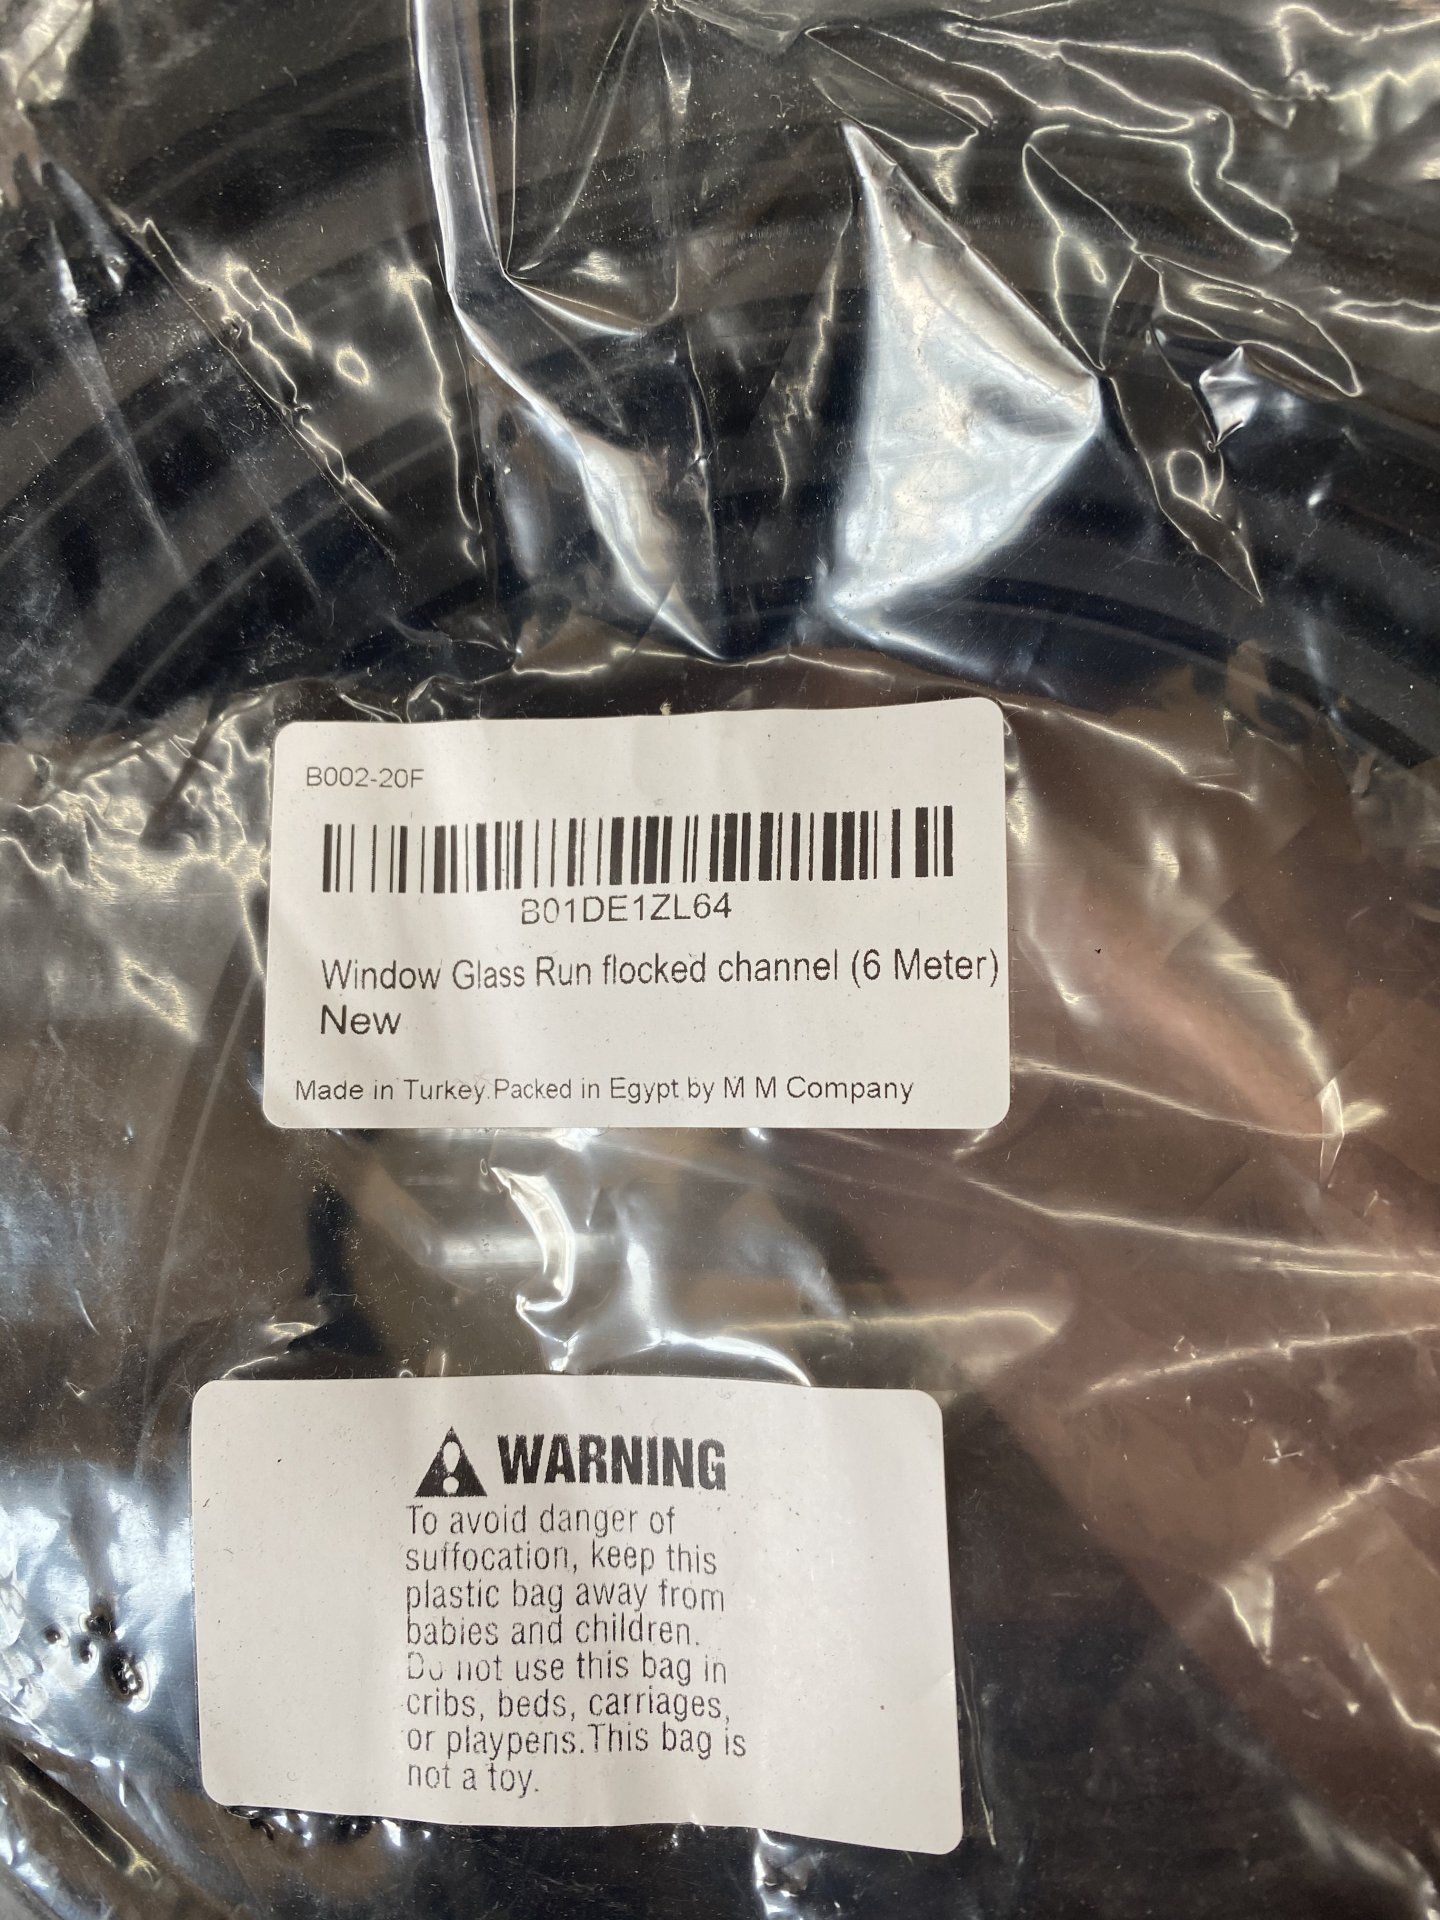 B002-20F
B01DE1ZL64
Window Glass Run flocked channel (6 Meter)
New
Made in Turkey.Packed in Egypt by M M Company
WARNING
To avoid danger of
suffocation, keep this
plastic bag away from
babies and children.
Do not use this bag in
cribs, beds, carriages,
or playpens.This bag is
not a toy.